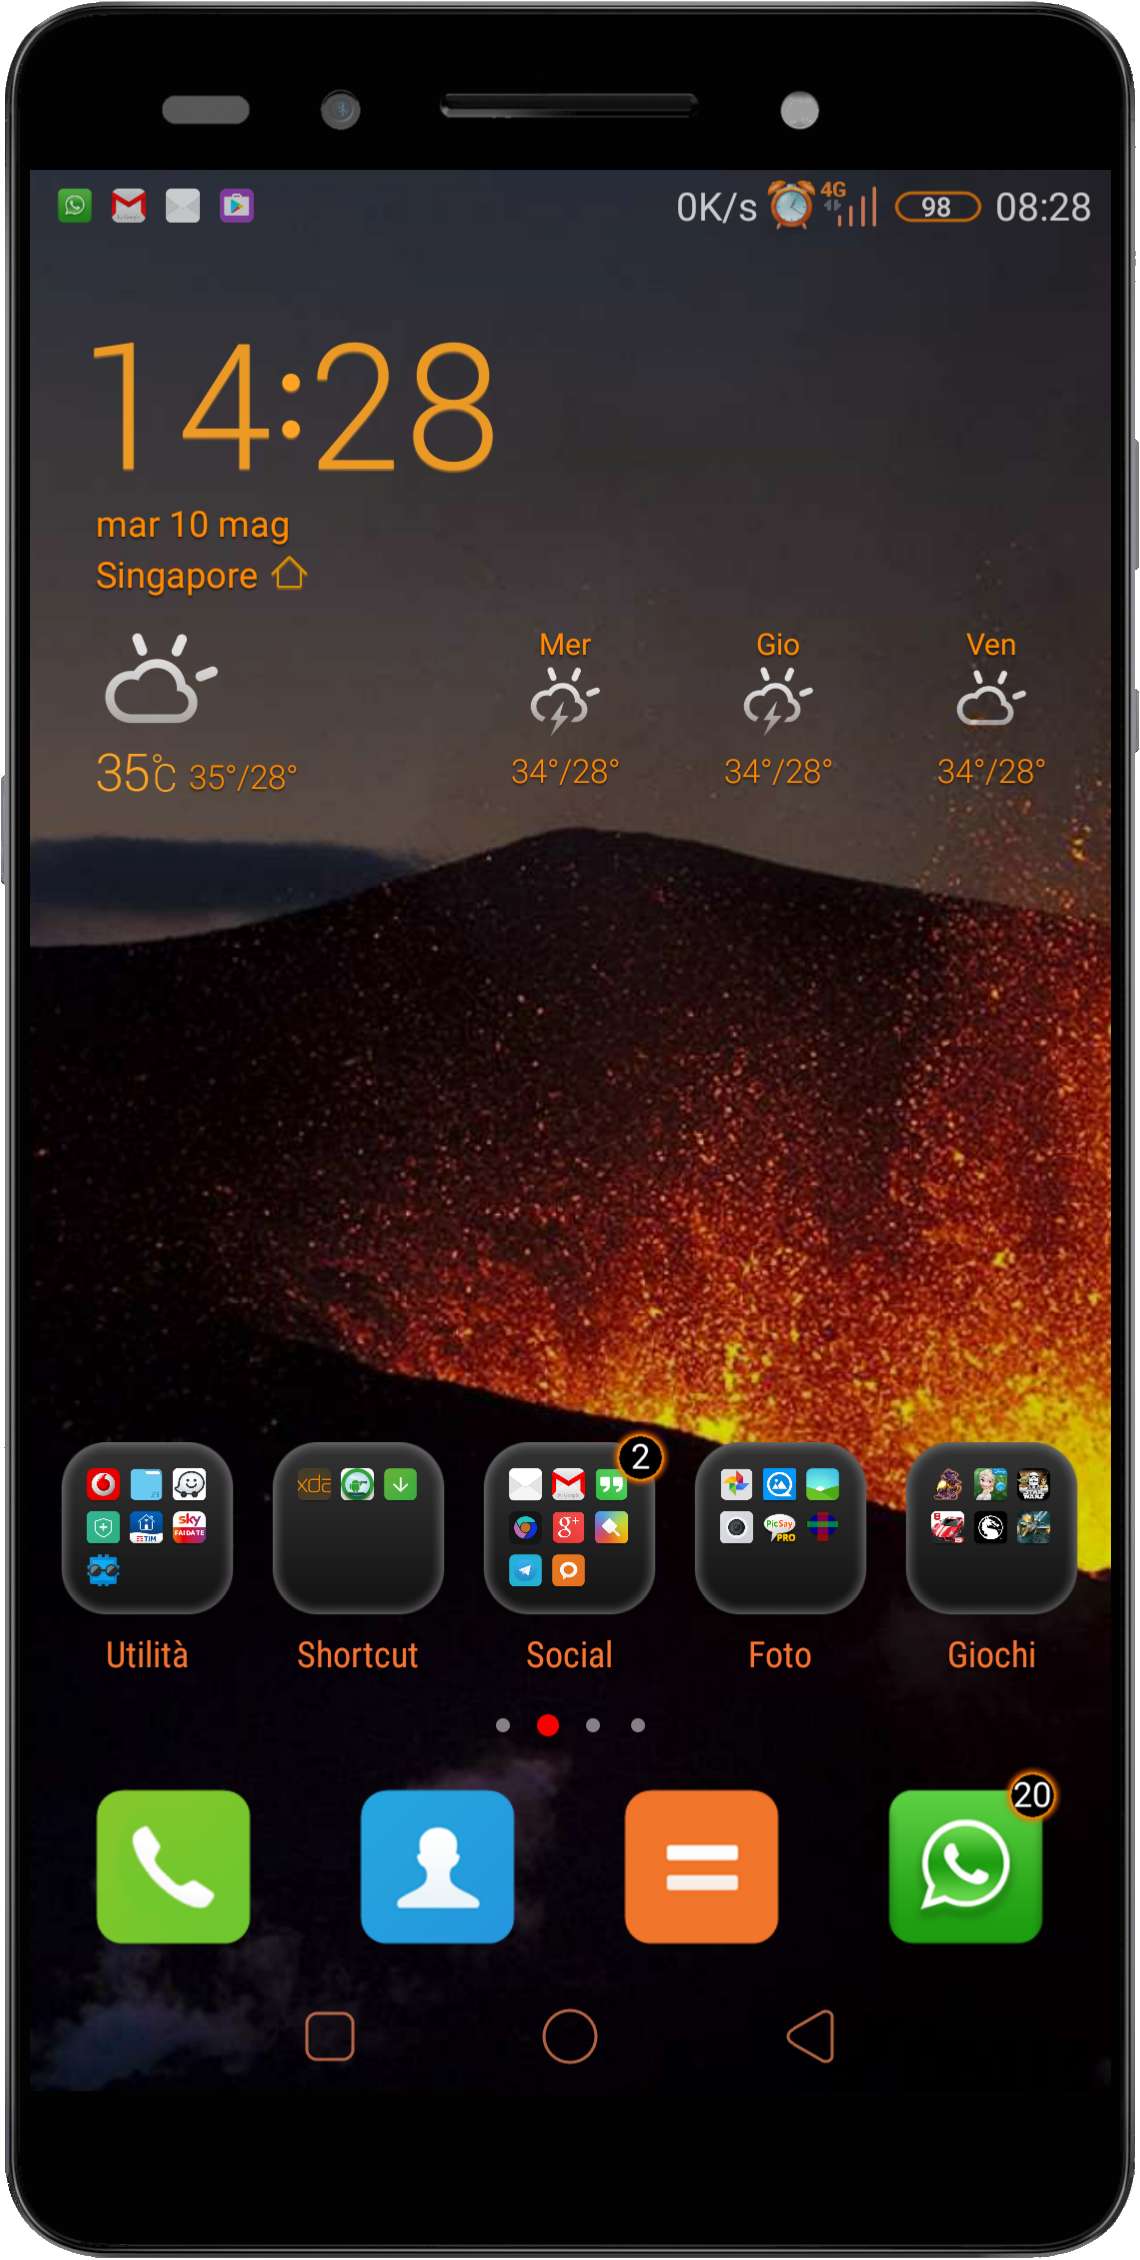 0K/s 4G 98 08:28
14:28
mar 10 mag
Singapore
Mer Gio Ven
35°C 35°/28° 34°/28° 34°/28° 34°/28°
2
xda
sky
TIM FAIDATE
PicSay
PRO
Utilità Shortcut Social Foto Giochi
20